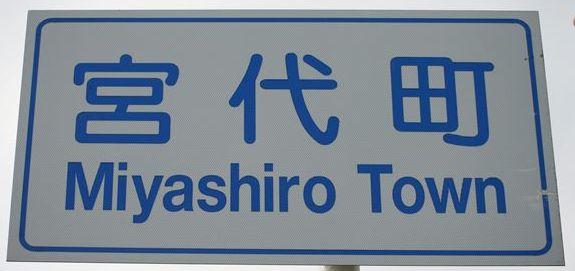 宮代町
Miyashiro Town